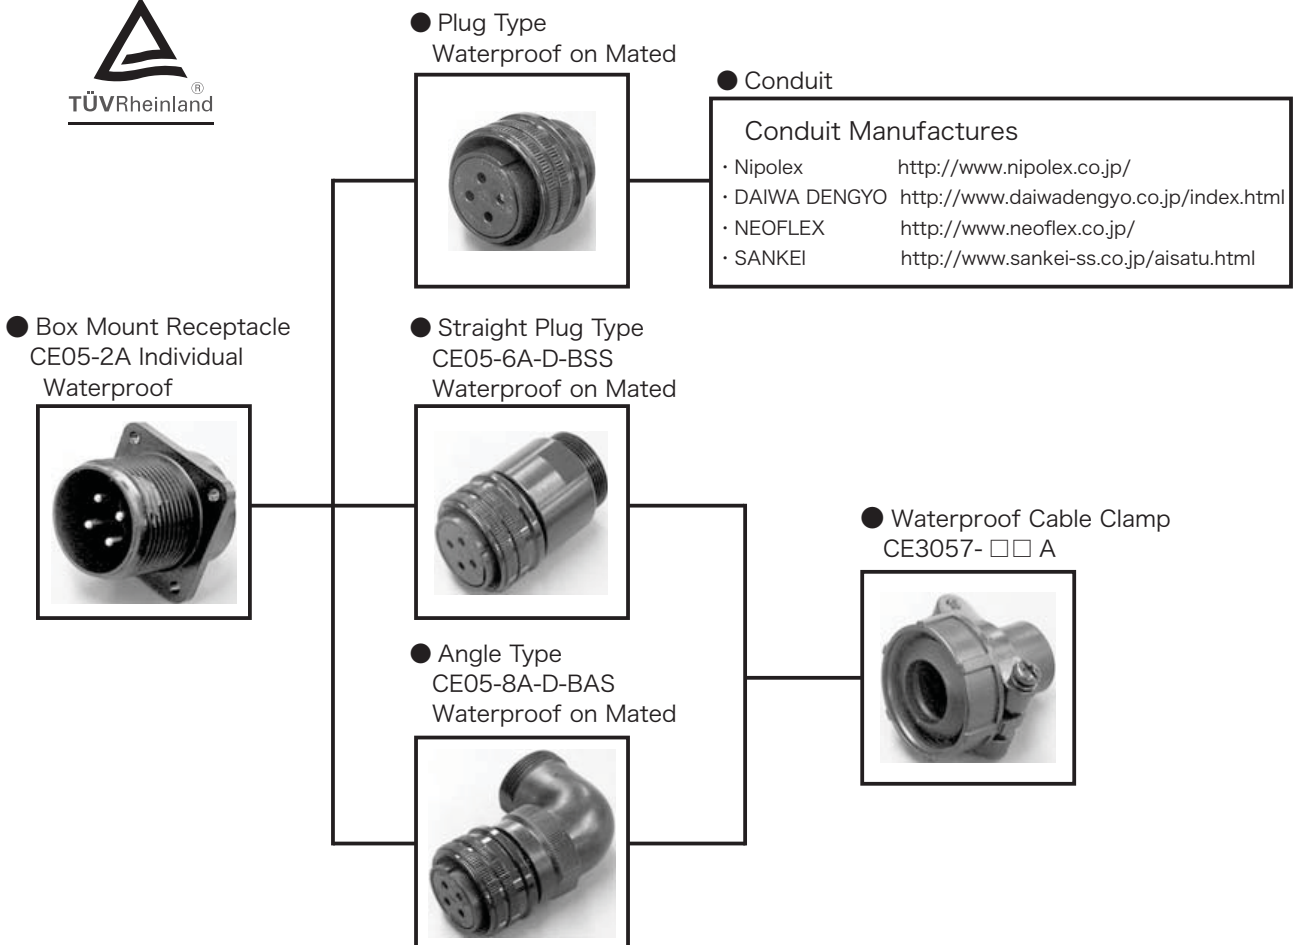 TÜVRheinland®
● Plug Type
Waterproof on Mated
● Conduit
Conduit Manufactures
・Nipolex http://www.nipolex.co.jp/
・DAIWA DENGYO http://www.daiwadengyo.co.jp/index.html
・NEOFLEX http://www.neoflex.co.jp/
・SANKEI http://www.sankei-ss.co.jp/aisatu.html
● Box Mount Receptacle
CE05-2A Individual
Waterproof
● Straight Plug Type
CE05-6A-D-BSS
Waterproof on Mated
● Waterproof Cable Clamp
CE3057- □□ A
● Angle Type
CE05-8A-D-BAS
Waterproof on Mated